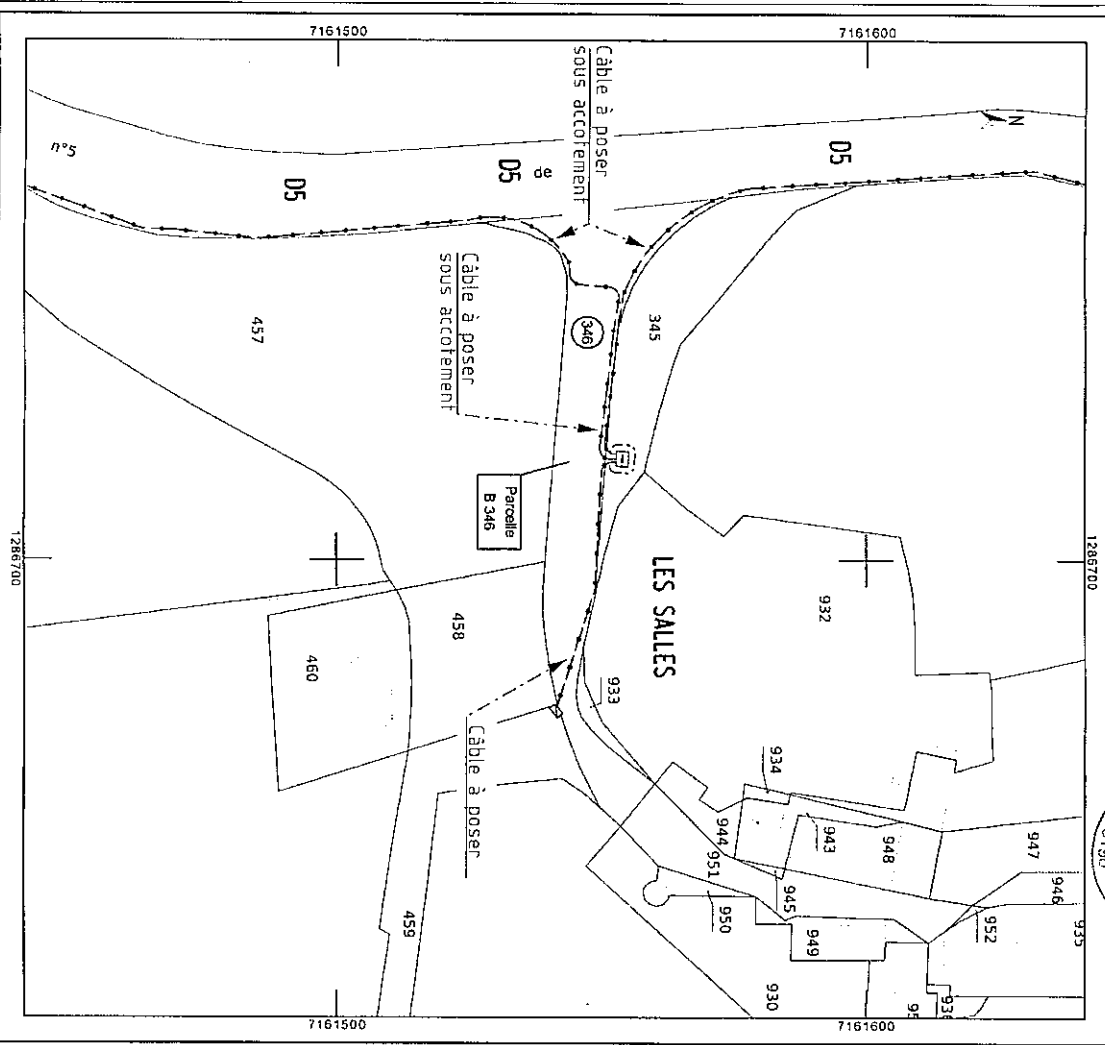 7161500
7161600
N
n°5
D5
D5
de
D5
Câble à poser
sous accotement
Câble à poser
sous accotement
457
346
345
Parcelle
B 346
1286700
1286700
LES SALLES
932
458
460
933
934
Câble à poser
944
943
948
947
951
945
946
950
952
935
459
949
930
936
7161500
7161600